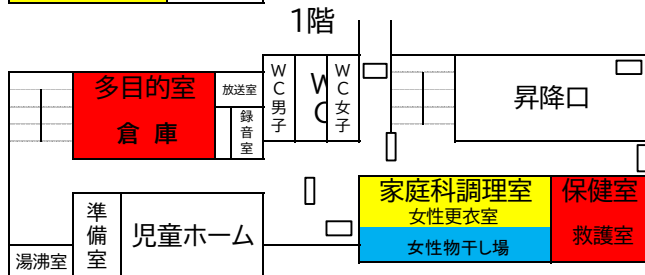 1階
多目的室
倉庫
放送室
録音室
WC男子
WC
WC女子
昇降口
家庭科調理室
女性更衣室
女性物干し場
保健室
救護室
準備室
児童ホーム
湯沸室